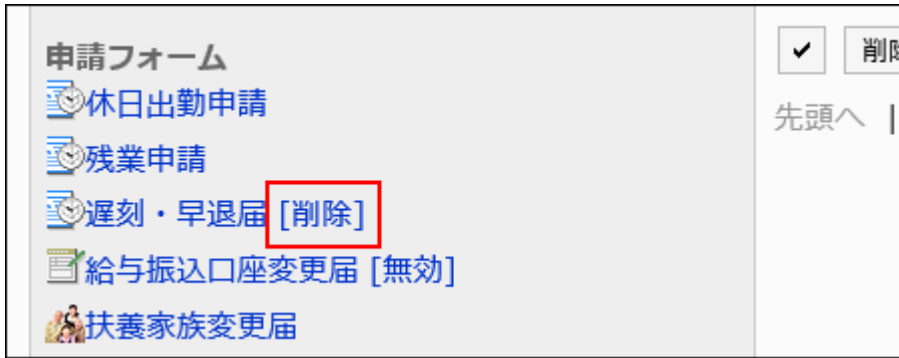 申請フォーム
休日出勤申請
残業申請
遅刻・早退届 [削除]
給与振込口座変更届 [無効]
扶養家族変更届
削除
先頭へ |